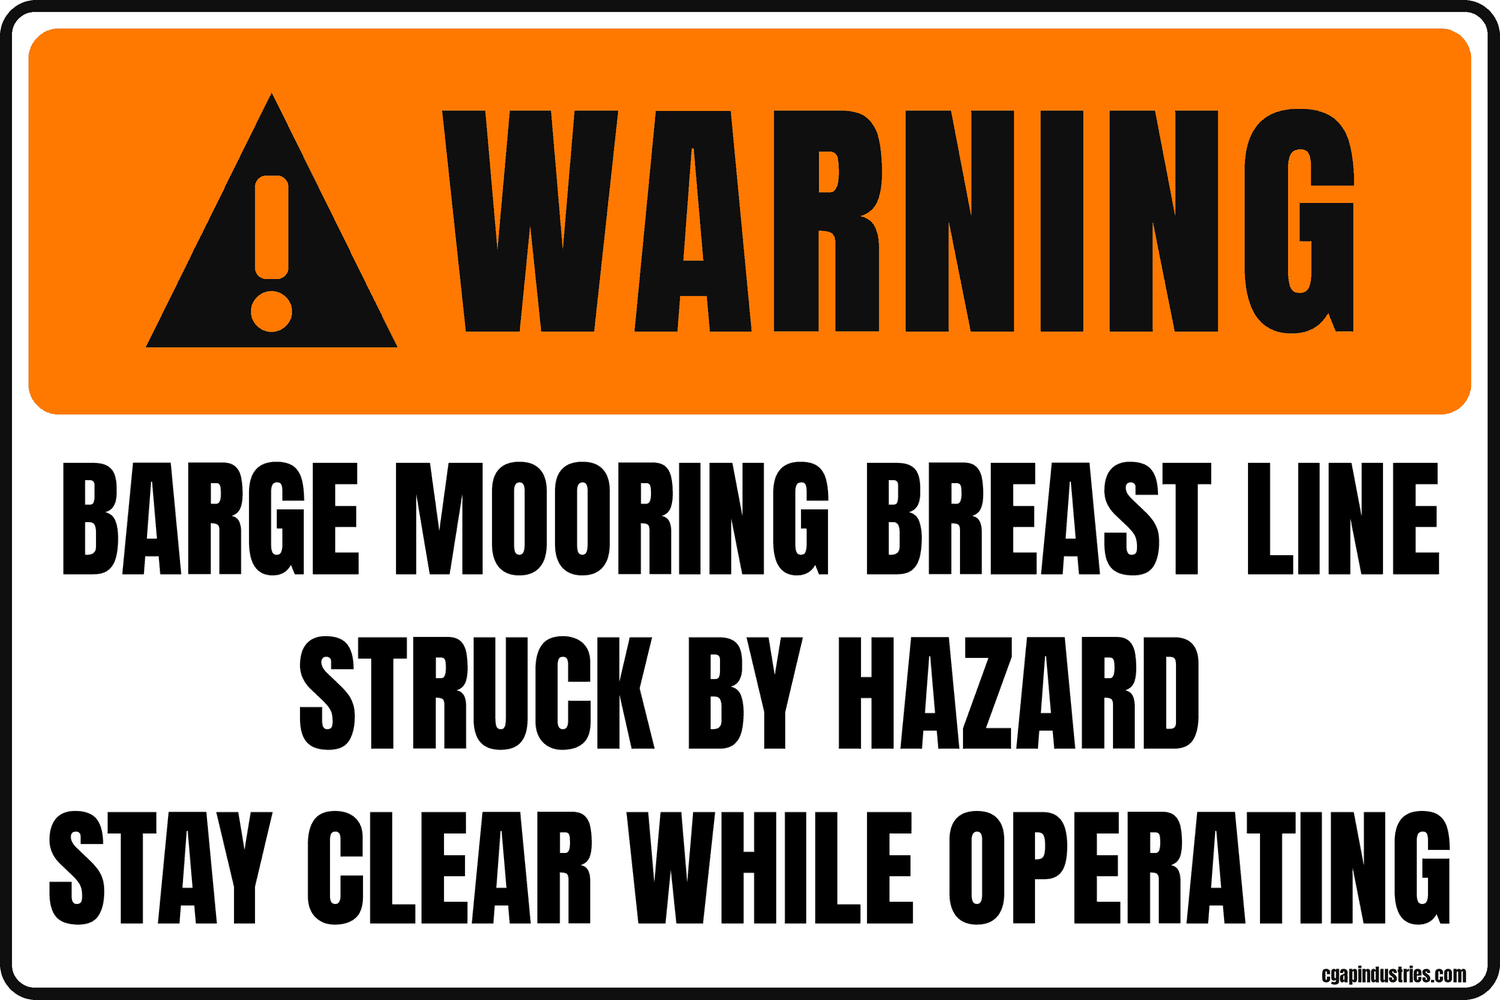 WARNING
BARGE MOORING BREAST LINE
STRUCK BY HAZARD
STAY CLEAR WHILE OPERATING
cgapindustries.com